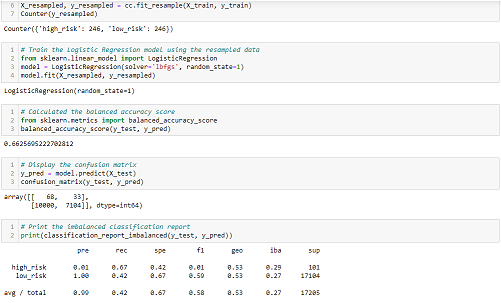 6 X_resampled, y_resampled = cc.fit_resample(X_train, y_train)
7 Counter(y_resampled)
Counter({'high_risk': 246, 'low_risk': 246})
1 # Train the Logistic Regression model using the resampled data
2 from sklearn.linear_model import LogisticRegression
3 model = LogisticRegression(solver='lbfgs', random_state=1)
4 model.fit(X_resampled, y_resampled)
LogisticRegression(random_state=1)
1 # Calculated the balanced accuracy score
2 from sklearn.metrics import balanced_accuracy_score
3 balanced_accuracy_score(y_test, y_pred)
0.6625695222702812
1 # Display the confusion matrix
2 y_pred = model.predict(X_test)
3 confusion_matrix(y_test, y_pred)
array([[ 68, 33],
[10000, 7104]], dtype=int64)
1 # Print the imbalanced classification report
2 print(classification_report_imbalanced(y_test, y_pred))
pre rec spe f1 geo iba sup
high_risk 0.01 0.67 0.42 0.01 0.53 0.29 101
low_risk 1.00 0.42 0.67 0.59 0.53 0.27 17104
avg / total 0.99 0.42 0.67 0.58 0.53 0.27 17205